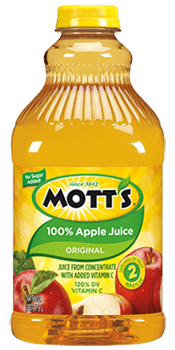 No Sugar
Added
since 1842
MOTT'S
100% Apple Juice
ORIGINAL
2
JUICE FROM CONCENTRATE
WITH ADDED VITAMIN C
120% DV
VITAMIN C